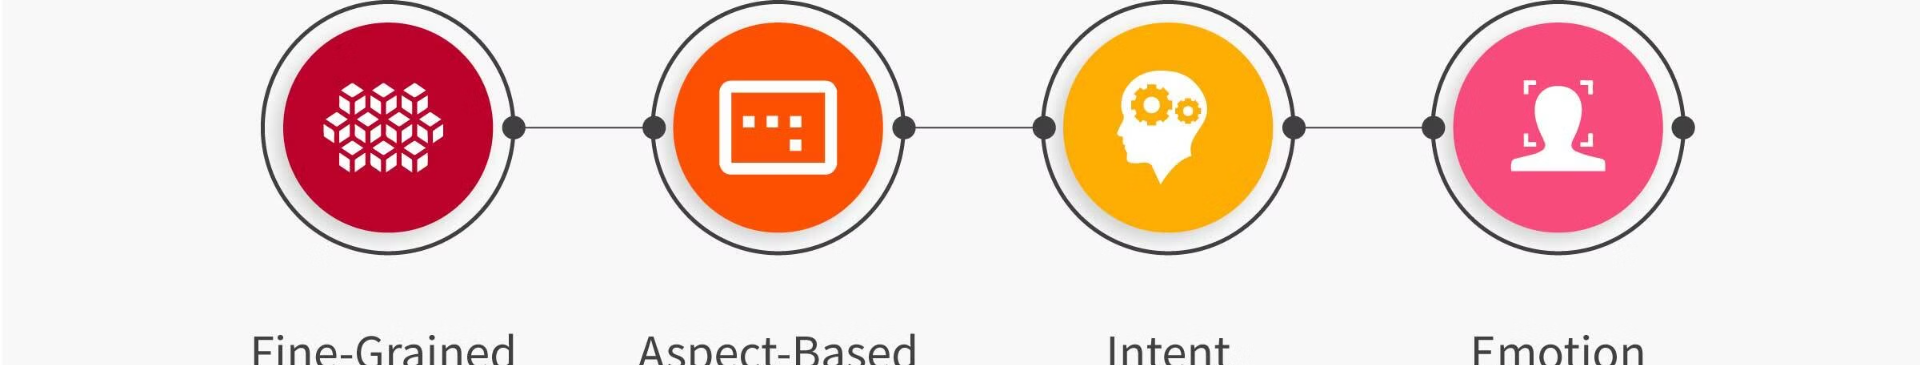 Fine-Grained
Aspect-Based
Intent
Emotion